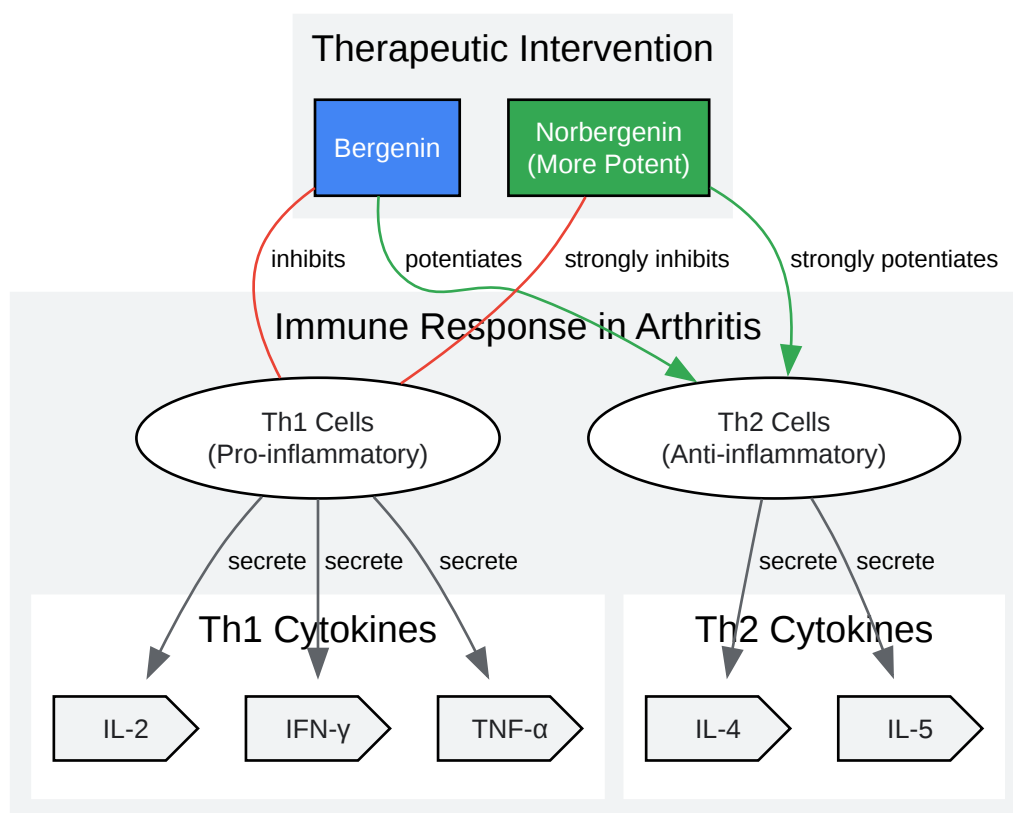 Therapeutic Intervention
Bergenin
Norbergenin
(More Potent)
inhibits
potentiates
strongly inhibits
strongly potentiates
Immune Response in Arthritis
Th1 Cells
(Pro-inflammatory)
Th2 Cells
(Anti-inflammatory)
secrete
secrete
secrete
secrete
secrete
Th1 Cytokines
Th2 Cytokines
IL-2
IFN-γ
TNF-α
IL-4
IL-5